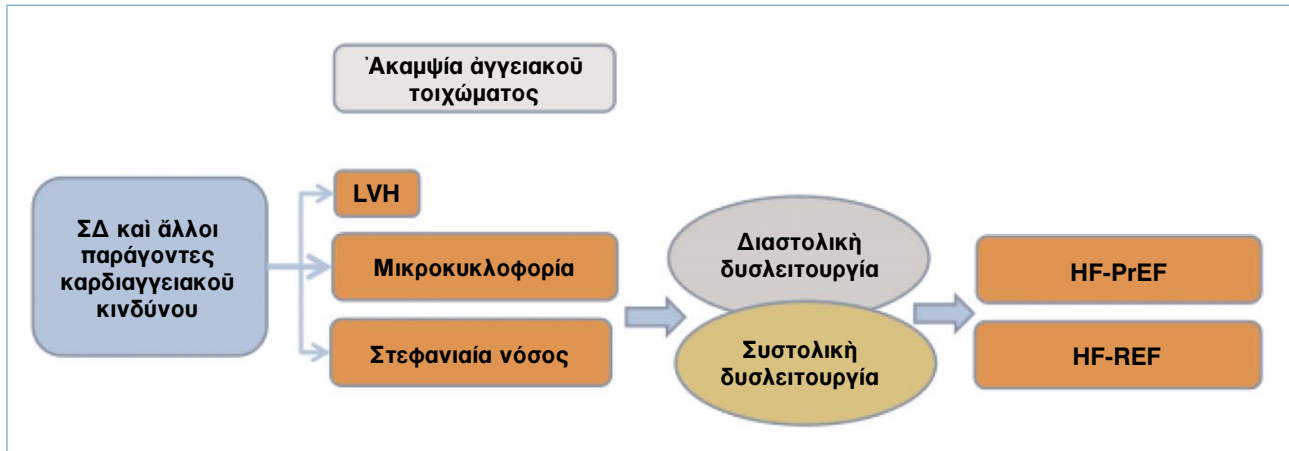 Ἀκαμψία ἀγγειακοῦ
τοιχώματος
LVH
ΣΔ καὶ ἄλλοι
παράγοντες
καρδιαγγειακοῦ
κινδύνου
Μικροκυκλοφορία
Στεφανιαία νόσος
Διαστολικὴ
δυσλειτουργία
Συστολικὴ
δυσλειτουργία
HF-PrEF
HF-REF